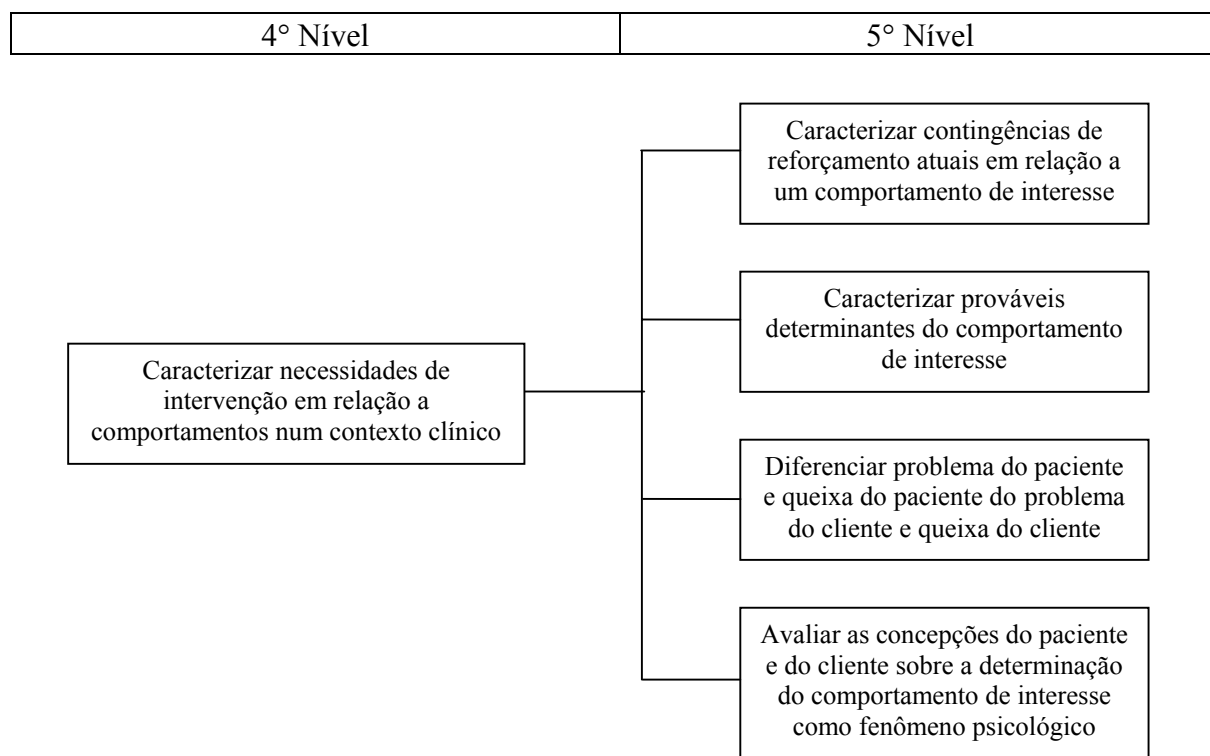 4° Nível
5° Nível
Caracterizar contingências de
reforçamento atuais em relação a
um comportamento de interesse
Caracterizar prováveis
determinantes do comportamento
de interesse
Caracterizar necessidades de
intervenção em relação a
comportamentos num contexto clínico
Diferenciar problema do paciente
e queixa do paciente do problema
do cliente e queixa do cliente
Avaliar as concepções do paciente
e do cliente sobre a determinação
do comportamento de interesse
como fenômeno psicológico